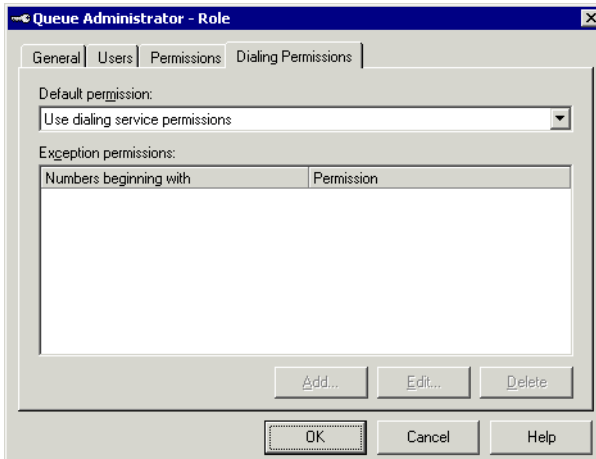 Queue Administrator - Role
General Users Permissions Dialing Permissions
Default permission:
Use dialing service permissions
Exception permissions:
Numbers beginning with Permission
Add... Edit... Delete
OK Cancel Help